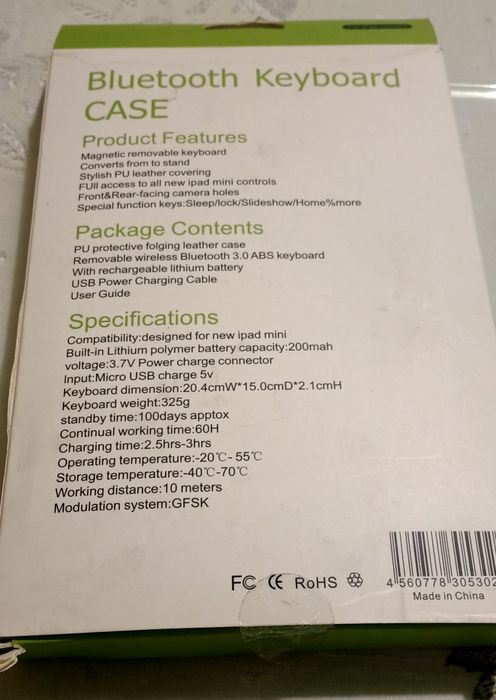 Bluetooth Keyboard
CASE
Product Features
Magnetic removable keyboard
Converts from to stand
Stylish PU leather covering
FUll access to all new ipad mini controls
Front&Rear-facing camera holes
Special function keys:Sleep/lock/Slideshow/Home%more
Package Contents
PU protective folging leather case
Removable wireless Bluetooth 3.0 ABS keyboard
With rechargeable lithium battery
USB Power Charging Cable
User Guide
Specifications
Compatibility:designed for new ipad mini
Built-in Lithium polymer battery capacity:200mah
voltage:3.7V Power charge connector
Input:Micro USB charge 5v
Keyboard dimension:20.4cmW*15.0cmD*2.1cmH
Keyboard weight:325g
standby time:100days apptox
Continual working time:60H
Charging time:2.5hrs-3hrs
Operating temperature:-20℃- 55℃
Storage temperature:-40℃-70℃
Working distance:10 meters
Modulation system:GFSK
FC CE RoHS
4 560778 305302
Made in China